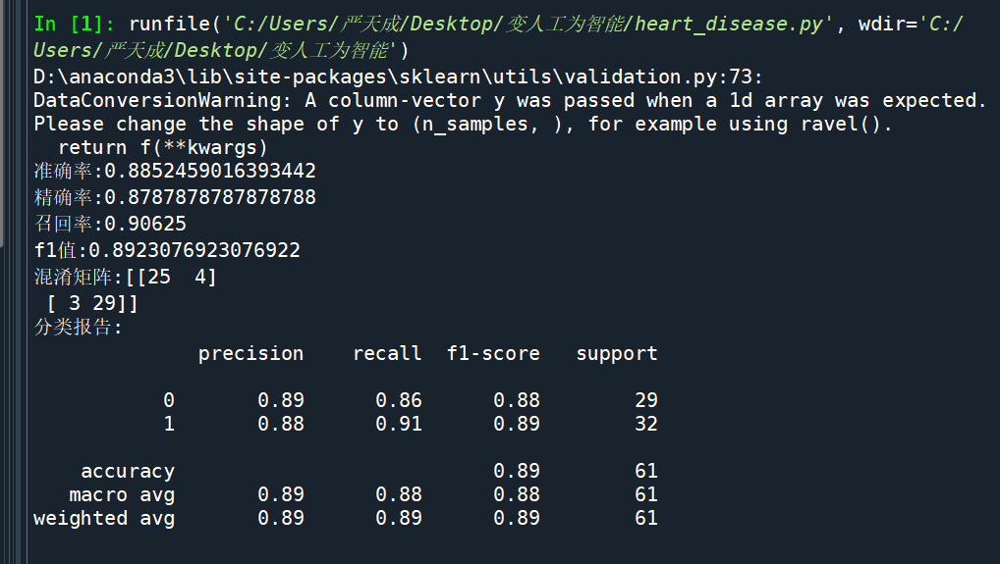 In [1]: runfile('C:/Users/严天成/Desktop/变人工为智能/heart_disease.py', wdir='C:/
Users/严天成/Desktop/变人工为智能')
D:\anaconda3\lib\site-packages\sklearn\utils\validation.py:73:
DataConversionWarning: A column-vector y was passed when a 1d array was expected.
Please change the shape of y to (n_samples, ), for example using ravel().
  return f(**kwargs)
准确率:0.8852459016393442
精确率:0.8787878787878788
召回率:0.90625
f1值:0.8923076923076922
混淆矩阵:[[25  4]
 [ 3 29]]
分类报告:
              precision    recall  f1-score   support

           0       0.89      0.86      0.88        29
           1       0.88      0.91      0.89        32

    accuracy                           0.89        61
   macro avg       0.89      0.88      0.88        61
weighted avg       0.89      0.89      0.89        61